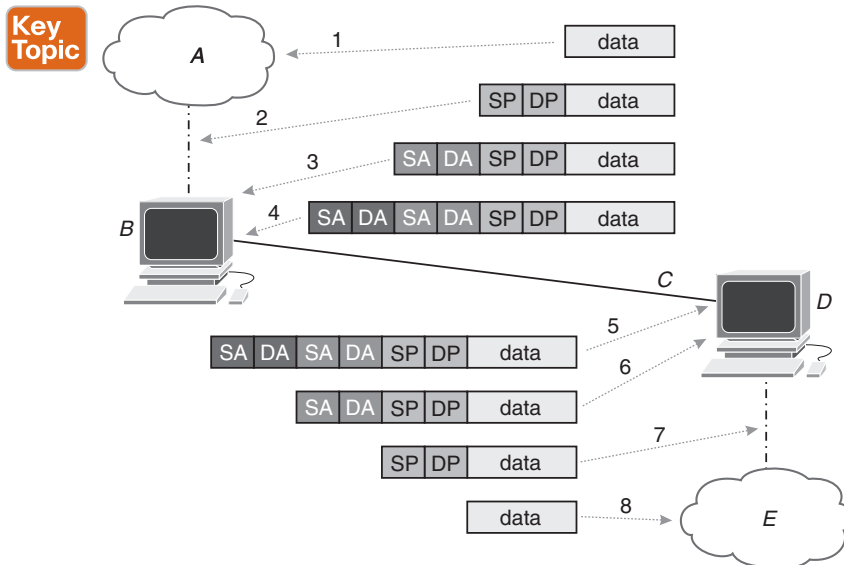 Key
Topic
A
1
data
2
SP DP data
3
SA DA SP DP data
B
4
SA DA SA DA SP DP data
C
D
5
SA DA SA DA SP DP data
6
SA DA SP DP data
7
SP DP data
8
data
E